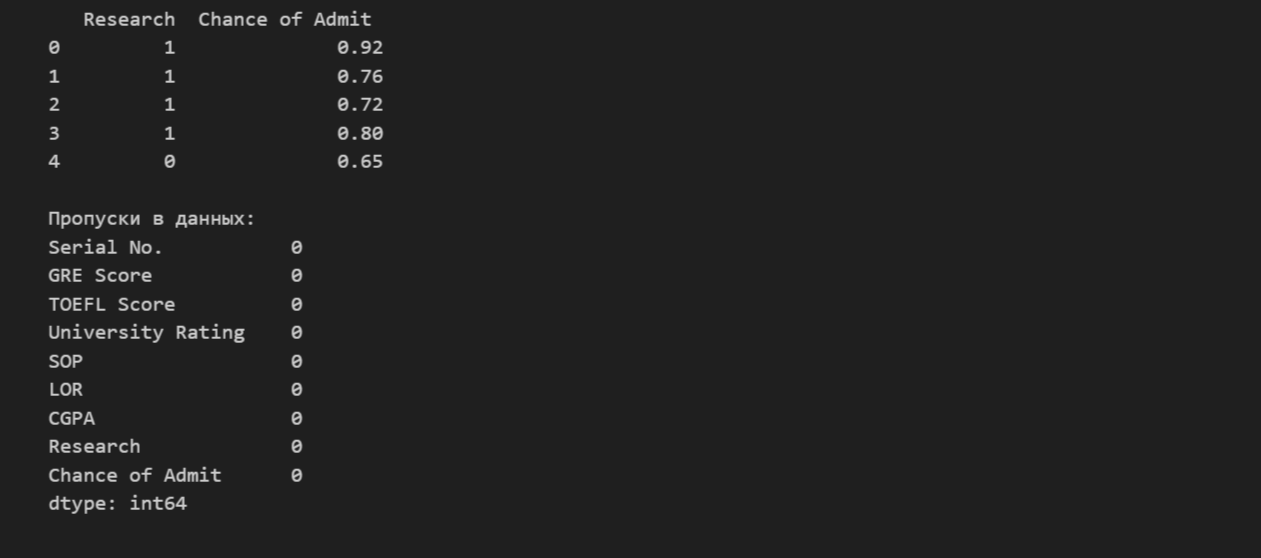 Research Chance of Admit
0 1 0.92
1 1 0.76
2 1 0.72
3 1 0.80
4 0 0.65
Пропуски в данных:
Serial No. 0
GRE Score 0
TOEFL Score 0
University Rating 0
SOP 0
LOR 0
CGPA 0
Research 0
Chance of Admit 0
dtype: int64